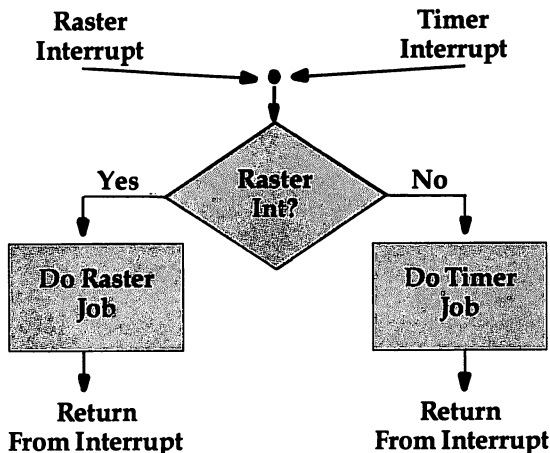 Raster
Interrupt
Timer
Interrupt
Raster
Int?
Yes
No
Do Raster
Job
Do Timer
Job
Return
From Interrupt
Return
From Interrupt